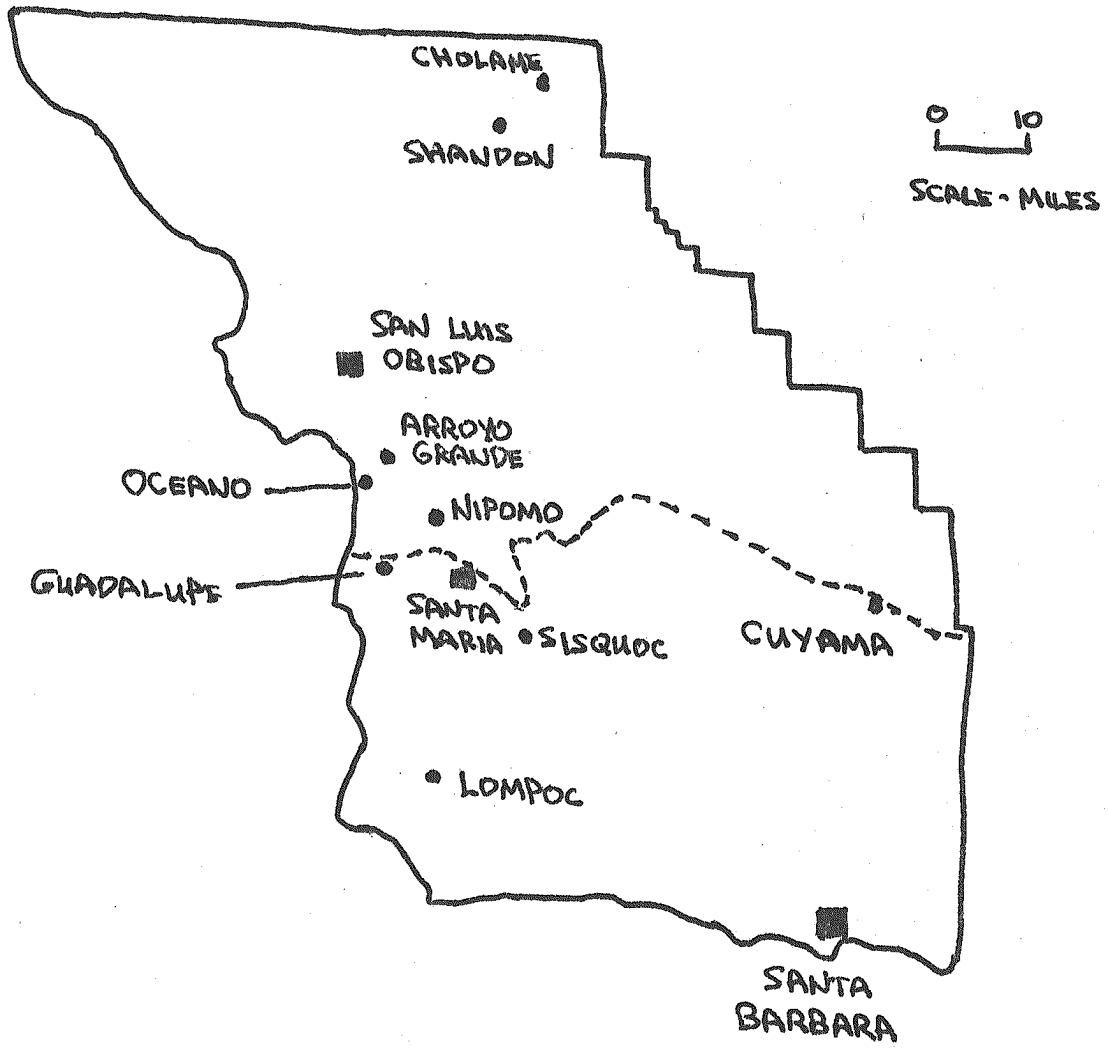 CHOLAME
SHANDON
0 10
SCALE - MILES
SAN LUIS
OBISPO
ARROYO
GRANDE
OCEANO
NIPOMO
GUADALUPE
SANTA
MARIA
SISQUOC
CUYAMA
LOMPOC
SANTA
BARBARA